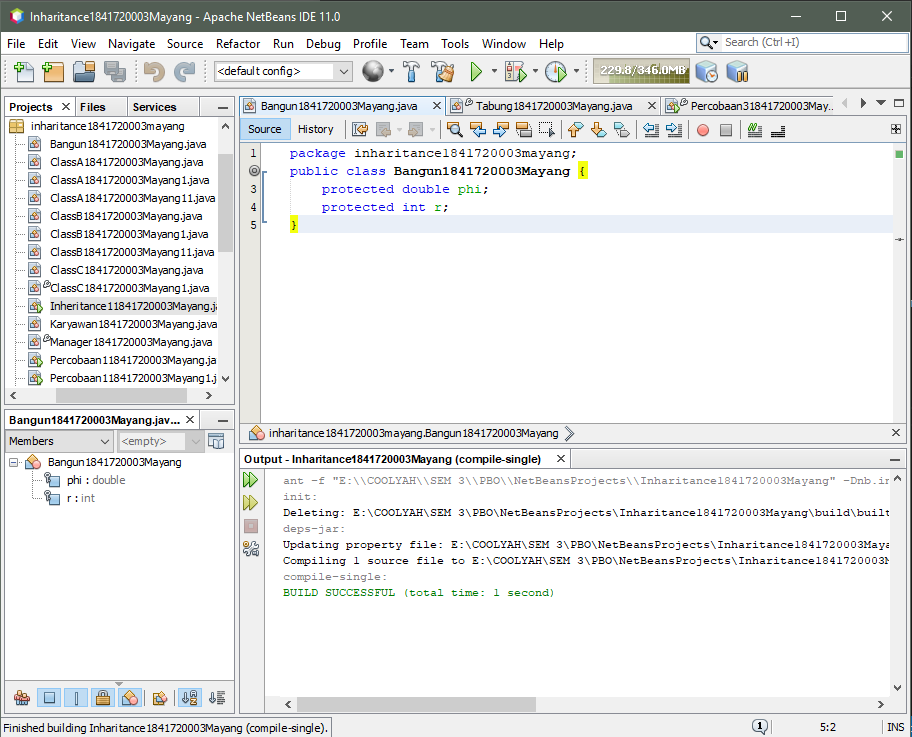 Inharitance1841720003Mayang - Apache NetBeans IDE 11.0
File Edit View Navigate Source Refactor Run Debug Profile Team Tools Window Help
Search (Ctrl+I)
<default config>
229.8/346.0MB
Projects Files Services
inharitance1841720003mayang
Bangun1841720003Mayang.java
ClassA1841720003Mayang.java
ClassA1841720003Mayang1.java
ClassA1841720003Mayang11.java
ClassB1841720003Mayang.java
ClassB1841720003Mayang1.java
ClassB1841720003Mayang11.java
ClassC1841720003Mayang.java
ClassC1841720003Mayang1.java
Inheritance11841720003Mayang.ja
Karyawan1841720003Mayang.java
Manager1841720003Mayang.java
Percobaan11841720003Mayang.ja
Percobaan11841720003Mayang1.j
Bangun1841720003Mayang.jav...
Members <empty>
Bangun1841720003Mayang
phi : double
r : int
Bangun1841720003Mayang.java Tabung1841720003Mayang.java Percobaan31841720003May...
Source History
1 package inharitance1841720003mayang;
public class Bangun1841720003Mayang {
3 protected double phi;
4 protected int r;
5 }
inharitance1841720003mayang.Bangun1841720003Mayang
Output - Inharitance1841720003Mayang (compile-single)
ant -f "E:\\COOLYAH\\SEM 3\\PBO\\NetBeansProjects\\Inharitance1841720003Mayang" -Dnb.in
init:
Deleting: E:\COOLYAH\SEM 3\PBO\NetBeansProjects\Inharitance1841720003Mayang\build\built
deps-jar:
Updating property file: E:\COOLYAH\SEM 3\PBO\NetBeansProjects\Inharitance1841720003Maya
Compiling 1 source file to E:\COOLYAH\SEM 3\PBO\NetBeansProjects\Inharitance1841720003M
compile-single:
BUILD SUCCESSFUL (total time: 1 second)
Finished building Inharitance1841720003Mayang (compile-single).
1 5:2 INS